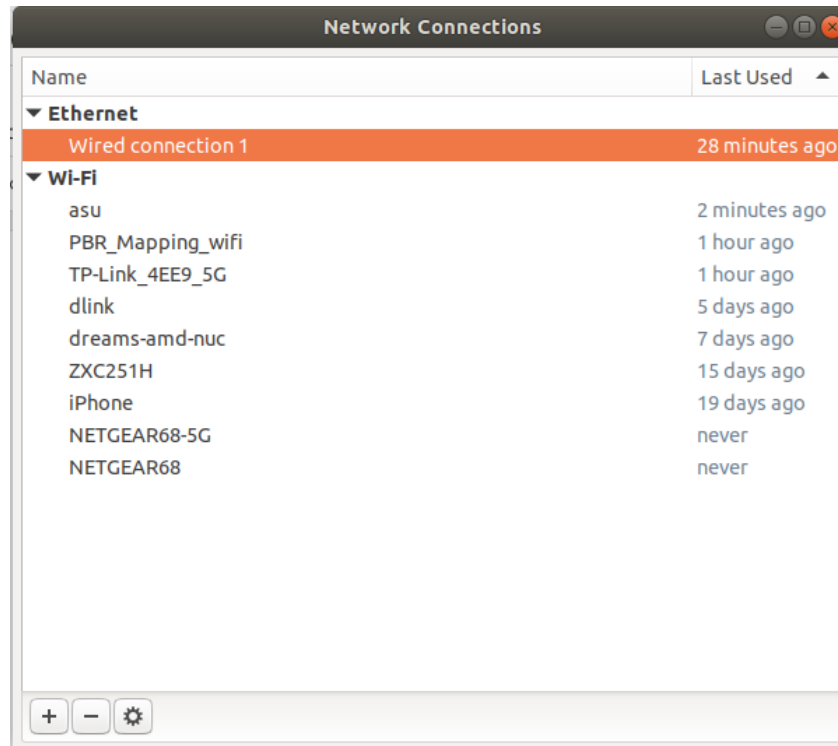 Network Connections
Name Last Used
Ethernet
Wired connection 1 28 minutes ago
Wi-Fi
asu 2 minutes ago
PBR_Mapping_wifi 1 hour ago
TP-Link_4EE9_5G 1 hour ago
dlink 5 days ago
dreams-amd-nuc 7 days ago
ZXC251H 15 days ago
iPhone 19 days ago
NETGEAR68-5G never
NETGEAR68 never